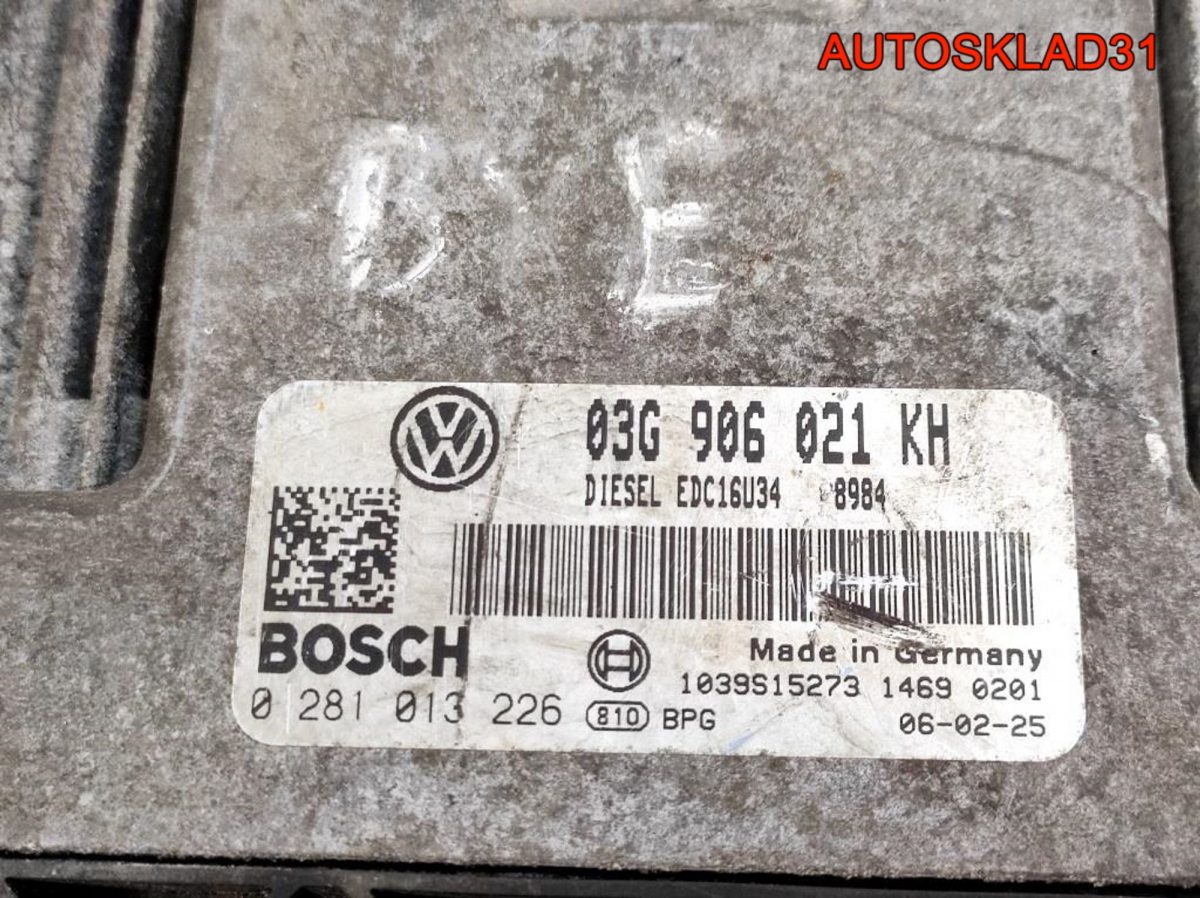 AUTOSKLAD31
03G 906 021 KH
DIESEL EDC16U34 8984
BOSCH
Made in Germany
1039S15273 1469 0201
0 281 013 226 810 BPG 06-02-25